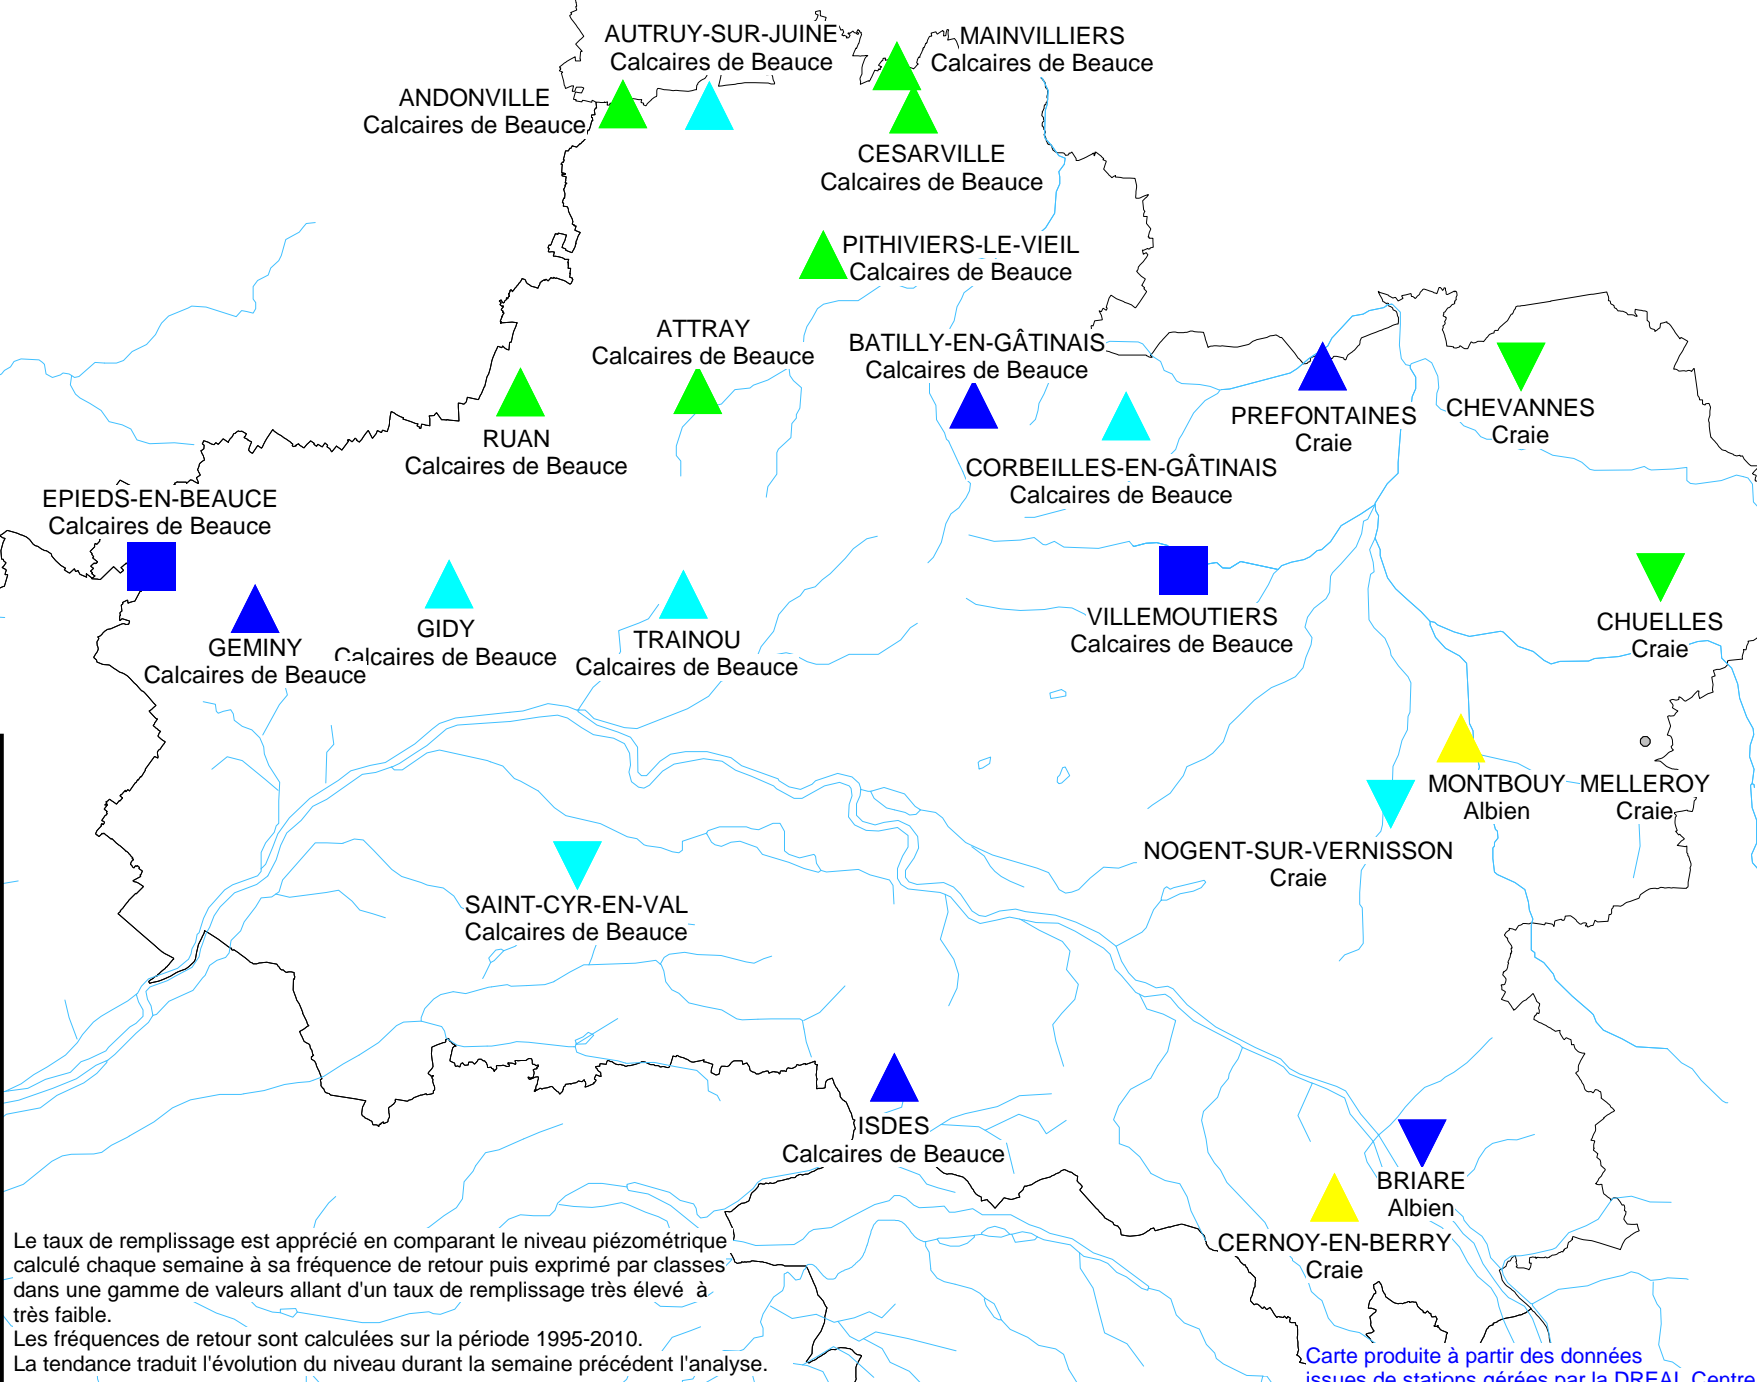 AUTRUY-SUR-JUINE
Calcaires de Beauce
MAINVILLIERS
Calcaires de Beauce
ANDONVILLE
Calcaires de Beauce
CESARVILLE
Calcaires de Beauce
PITHIVIERS-LE-VIEIL
Calcaires de Beauce
ATTRAY
Calcaires de Beauce
BATILLY-EN-GÂTINAIS
Calcaires de Beauce
PREFONTAINES
Craie
CHEVANNES
Craie
RUAN
Calcaires de Beauce
CORBEILLES-EN-GÂTINAIS
Calcaires de Beauce
EPIEDS-EN-BEAUCE
Calcaires de Beauce
GEMINY
Calcaires de Beauce
GIDY
Calcaires de Beauce
TRAINOU
Calcaires de Beauce
VILLEMOUTIERS
Calcaires de Beauce
CHUELLES
Craie
MONTBOUY
Albien
MELLEROY
Craie
NOGENT-SUR-VERNISSON
Craie
SAINT-CYR-EN-VAL
Calcaires de Beauce
ISDES
Calcaires de Beauce
BRIARE
Albien
CERNOY-EN-BERRY
Craie
Le taux de remplissage est apprécié en comparant le niveau piézométrique
calculé chaque semaine à sa fréquence de retour puis exprimé par classes
dans une gamme de valeurs allant d'un taux de remplissage très élevé à
très faible.
Les fréquences de retour sont calculées sur la période 1995-2010.
La tendance traduit l'évolution du niveau durant la semaine précédent l'analyse.
Carte produite à partir des données
issues de stations gérées par la DREAL Centre